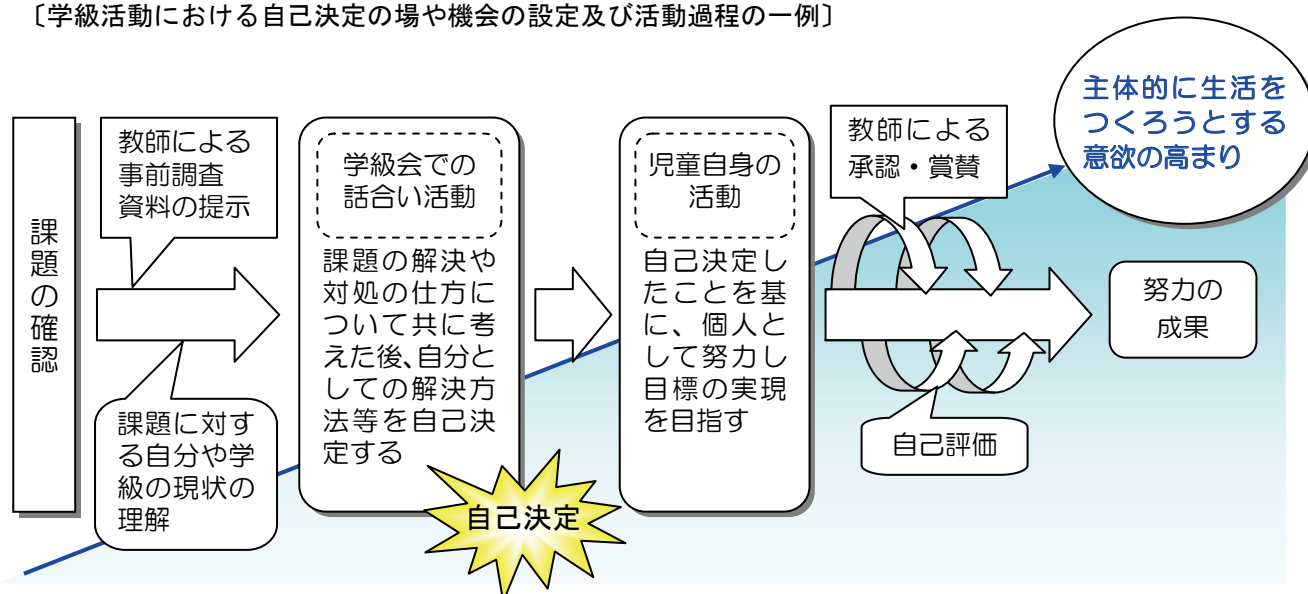 〔学級活動における自己決定の場や機会の設定及び活動過程の一例〕
課題の確認
教師による
事前調査
資料の提示
課題に対す
る自分や学
級の現状の
理解
学級会での
話合い活動
課題の解決や
対処の仕方に
ついて共に考
えた後、自分と
しての解決方
法等を自己決
定する
自己決定
児童自身の
活動
自己決定し
たことを基
に、個人と
して努力し
目標の実現
を目指す
教師による
承認・賞賛
自己評価
主体的に生活を
つくろうとする
意欲の高まり
努力の
成果